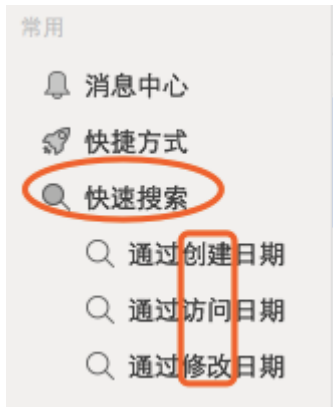 常用
消息中心
快捷方式
快速搜索
通过创建日期
通过访问日期
通过修改日期